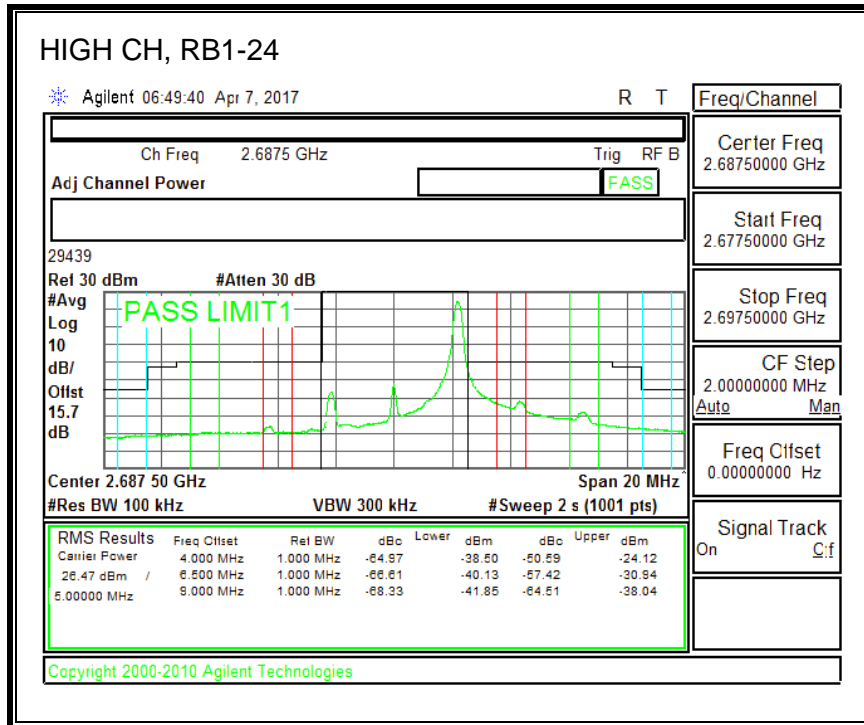 HIGH CH, RB1-24
Agilent 06:49:40 Apr 7, 2017 R T
Freq/Channel
Ch Freq 2.6875 GHz Trig RF B
Adj Channel Power PASS
Center Freq
2.68750000 GHz
Start Freq
2.67750000 GHz
29439
Ref 30 dBm #Atten 30 dB
#Avg
Log
10
dB/
Offst
15.7
dB
PASS LIMIT1
Stop Freq
2.69750000 GHz
CF Step
2.00000000 MHz
Auto Man
Freq Offset
0.00000000 Hz
Center 2.687 50 GHz Span 20 MHz
#Res BW 100 kHz VBW 300 kHz #Sweep 2 s (1001 pts)
Signal Track
On Off
RMS Results Freq Offset Ref BW dBc Lower dBm dBc Upper dBm
Carrier Power 4.000 MHz 1.000 MHz -64.97 -38.50 -50.59 -24.12
26.47 dBm / 6.500 MHz 1.000 MHz -66.61 -40.13 -57.42 -30.94
5.00000 MHz 9.000 MHz 1.000 MHz -68.33 -41.85 -64.51 -38.04
Copyright 2000-2010 Agilent Technologies